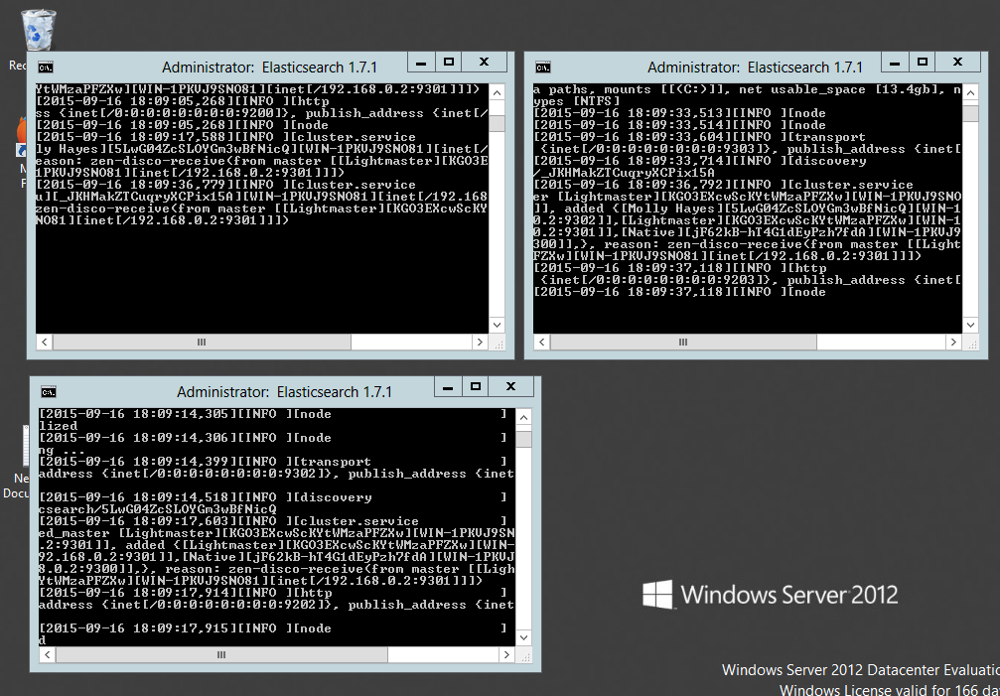 Rec
Administrator: Elasticsearch 1.7.1
YtWMzaPFZXw][WIN-1PKVJ9SNO81][inet[/192.168.0.2:9301]]])
[2015-09-16 18:09:05,268][INFO ][http
ss {inet[/0:0:0:0:0:0:0:0:9200]}, publish_address {inet[/
[2015-09-16 18:09:05,268][INFO ][node
[2015-09-16 18:09:17,588][INFO ][cluster.service
ly Hayes][5LwG04ZcSLOYGm3wBfNicQ][WIN-1PKVJ9SNO81][inet[/
eason: zen-disco-receive(from master [[Lightmaster][KGO3E
1PKVJ9SNO81][inet[/192.168.0.2:9301]]])
[2015-09-16 18:09:36,779][INFO ][cluster.service
u][_JKHMakZTCuqryXCPix15A][WIN-1PKVJ9SNO81][inet[/192.168
zen-disco-receive(from master [[Lightmaster][KGO3EXcwScKY
NO81][inet[/192.168.0.2:9301]]])
Administrator: Elasticsearch 1.7.1
a paths, mounts [[(C:)]], net usable_space [13.4gb], n
ypes [NTFS]
[2015-09-16 18:09:33,513][INFO ][node
[2015-09-16 18:09:33,514][INFO ][node
[2015-09-16 18:09:33,604][INFO ][transport
{inet[/0:0:0:0:0:0:0:0:9303]}, publish_address {inet[
[2015-09-16 18:09:33,714][INFO ][discovery
/_JKHMakZTCuqryXCPix15A
[2015-09-16 18:09:36,792][INFO ][cluster.service
er [Lightmaster][KGO3EXcwScKYtWMzaPFZXw][WIN-1PKVJ9SNO
]], added {[Molly Hayes][5LwG04ZcSLOYGm3wBfNicQ][WIN-1
0.2:9302]],[Lightmaster][KGO3EXcwScKYtWMzaPFZXw][WIN-1
0.2:9301]],[Native][jF62kB-hT4G1dEyPzh7fdA][WIN-1PKVJ9
300]],}, reason: zen-disco-receive(from master [[Light
FZXw][WIN-1PKVJ9SNO81][inet[/192.168.0.2:9301]]])
[2015-09-16 18:09:37,118][INFO ][http
{inet[/0:0:0:0:0:0:0:0:9203]}, publish_address {inet[
[2015-09-16 18:09:37,118][INFO ][node
Administrator: Elasticsearch 1.7.1
[2015-09-16 18:09:14,305][INFO ][node ]
lized
[2015-09-16 18:09:14,306][INFO ][node ]
ng ...
[2015-09-16 18:09:14,399][INFO ][transport ]
address {inet[/0:0:0:0:0:0:0:0:9302]}, publish_address {inet
[2015-09-16 18:09:14,518][INFO ][discovery ]
csearch/5LwG04ZcSLOYGm3wBfNicQ
[2015-09-16 18:09:17,603][INFO ][cluster.service ]
ed_master [Lightmaster][KGO3EXcwScKYtWMzaPFZXw][WIN-1PKVJ9SN
.2:9301]], added {[Lightmaster][KGO3EXcwScKYtWMzaPFZXw][WIN-
92.168.0.2:9301]],[Native][jF62kB-hT4G1dEyPzh7fdA][WIN-1PKVJ
8.0.2:9300]],}, reason: zen-disco-receive(from master [[Ligh
YtWMzaPFZXw][WIN-1PKVJ9SNO81][inet[/192.168.0.2:9301]]])
[2015-09-16 18:09:17,914][INFO ][http ]
address {inet[/0:0:0:0:0:0:0:0:9202]}, publish_address {inet
[2015-09-16 18:09:17,915][INFO ][node ]
d
Ne
Docu
Windows Server 2012
Windows Server 2012 Datacenter Evaluatio
Windows License valid for 166 da